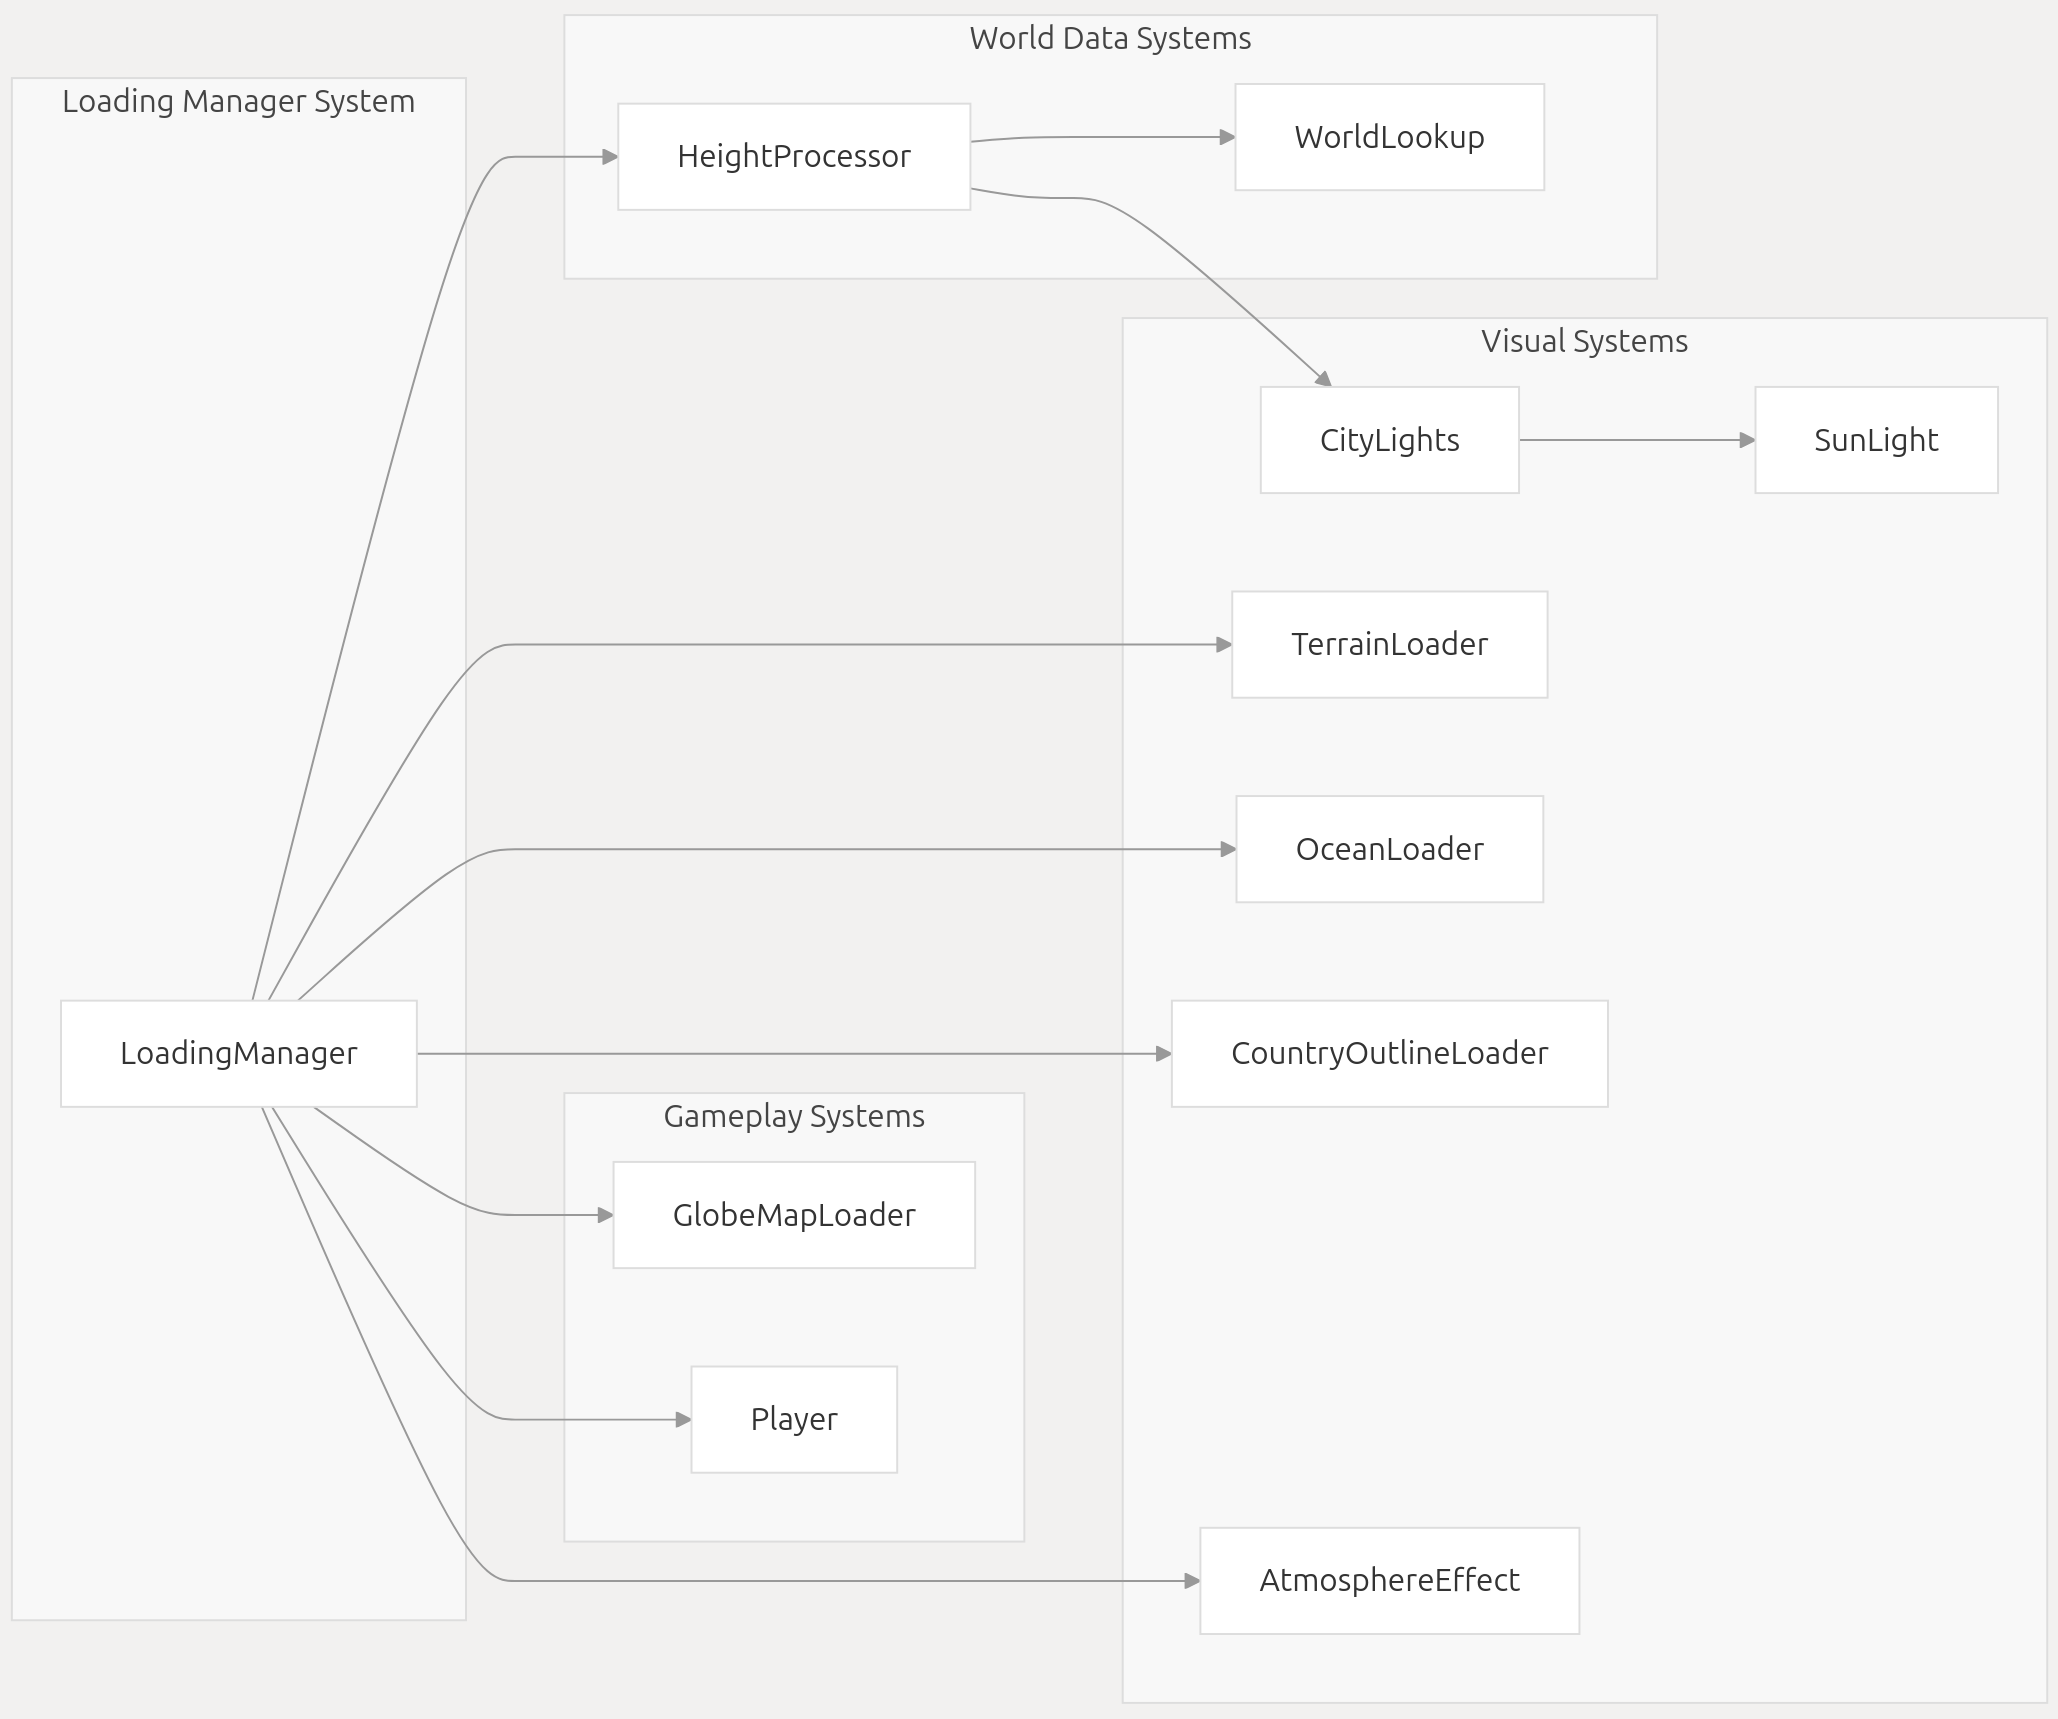 World Data Systems
Loading Manager System
HeightProcessor
WorldLookup
Visual Systems
CityLights
SunLight
TerrainLoader
OceanLoader
LoadingManager
CountryOutlineLoader
Gameplay Systems
GlobeMapLoader
Player
AtmosphereEffect